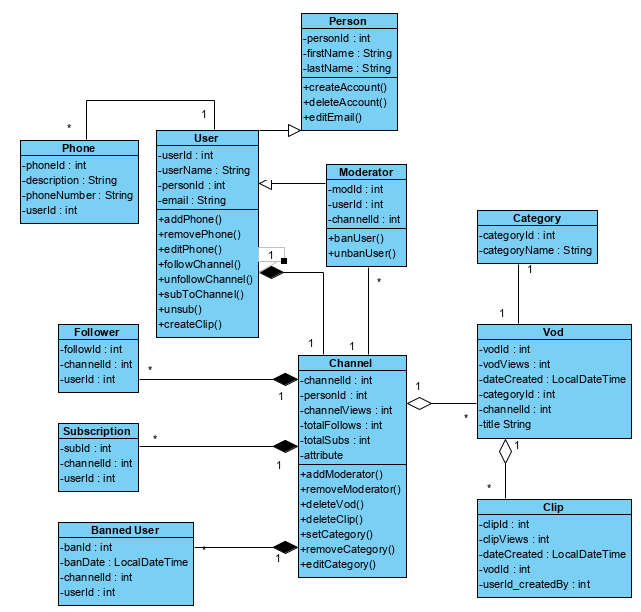 Person
-personId : int
-firstName : String
-lastName : String
+createAccount()
+deleteAccount()
+editEmail()
1
*
User
-userId : int
-userName : String
-personId : int
-email : String
+addPhone()
+removePhone()
+editPhone()
+followChannel()
+unfollowChannel()
+subToChannel()
+unsub()
+createClip()
Phone
-phoneId : int
-description : String
-phoneNumber : String
-userId : int
Moderator
-modId : int
-userId : int
-channelId : int
+banUser()
+unbanUser()
Category
-categoryId : int
-categoryName : String
1
1
*
1
1
1
Follower
-followId : int
-channelId : int
-userId : int
*
1
Channel
-channelId : int
-personId : int
-channelViews : int
-totalFollows : int
-totalSubs : int
-attribute
+addModerator()
+removeModerator()
+deleteVod()
+deleteClip()
+setCategory()
+removeCategory()
+editCategory()
1
*
Vod
-vodId : int
-vodViews : int
-dateCreated : LocalDateTime
-categoryId : int
-channelId : int
-title String
1
*
Subscription
-subId : int
-channelId : int
-userId : int
*
1
Banned User
-banId : int
-banDate : LocalDateTime
-channelId : int
-userId : int
*
1
Clip
-clipId : int
-clipViews : int
-dateCreated : LocalDateTime
-vodId : int
-userId_createdBy : int